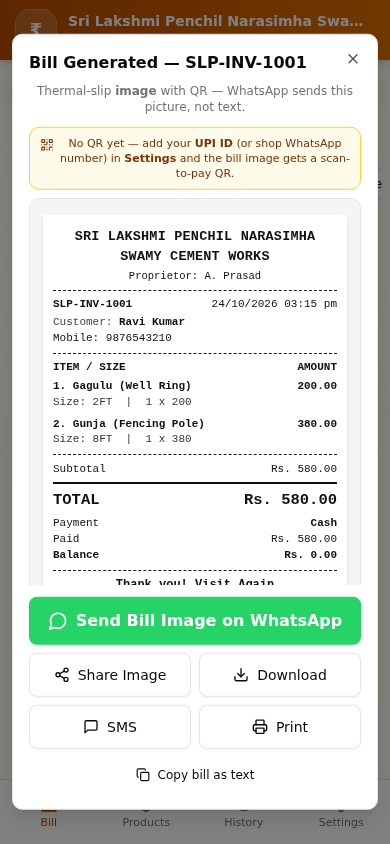 ₹
Sri Lakshmi Penchil Narasimha Swa…
Bill Generated — SLP-INV-1001
Thermal-slip image with QR — WhatsApp sends this
picture, not text.
No QR yet — add your UPI ID (or shop WhatsApp
number) in Settings and the bill image gets a scan-
to-pay QR.
SRI LAKSHMI PENCHIL NARASIMHA
SWAMY CEMENT WORKS
Proprietor: A. Prasad
SLP-INV-1001 24/10/2026 03:15 pm
Customer: Ravi Kumar
Mobile: 9876543210
ITEM / SIZE AMOUNT
1. Gagulu (Well Ring) 200.00
Size: 2FT | 1 x 200
2. Gunja (Fencing Pole) 380.00
Size: 8FT | 1 x 380
Subtotal Rs. 580.00
TOTAL Rs. 580.00
Payment Cash
Paid Rs. 580.00
Balance Rs. 0.00
Thank you! Visit Again
Send Bill Image on WhatsApp
Share Image Download
SMS Print
Copy bill as text
Bill Products History Settings